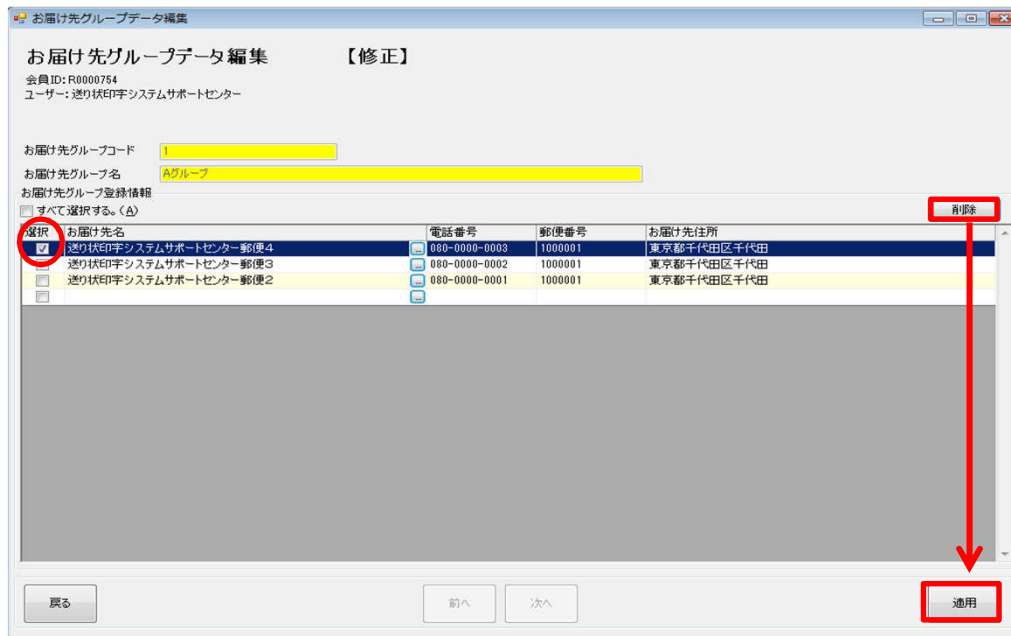 お届け先グループデータ編集
お届け先グループデータ編集 【修正】
会員ID:R0000754
ユーザー:送り状印字システムサポートセンター
お届け先グループコード 1
お届け先グループ名 Aグループ
お届け先グループ登録情報
すべて選択する。(A) 削除
選択 お届け先名 電話番号 郵便番号 お届け先住所
送り状印字システムサポートセンター郵便4 ... 080-0000-0003 1000001 東京都千代田区千代田
送り状印字システムサポートセンター郵便3 ... 080-0000-0002 1000001 東京都千代田区千代田
送り状印字システムサポートセンター郵便2 ... 080-0000-0001 1000001 東京都千代田区千代田
...
戻る 前へ 次へ 適用